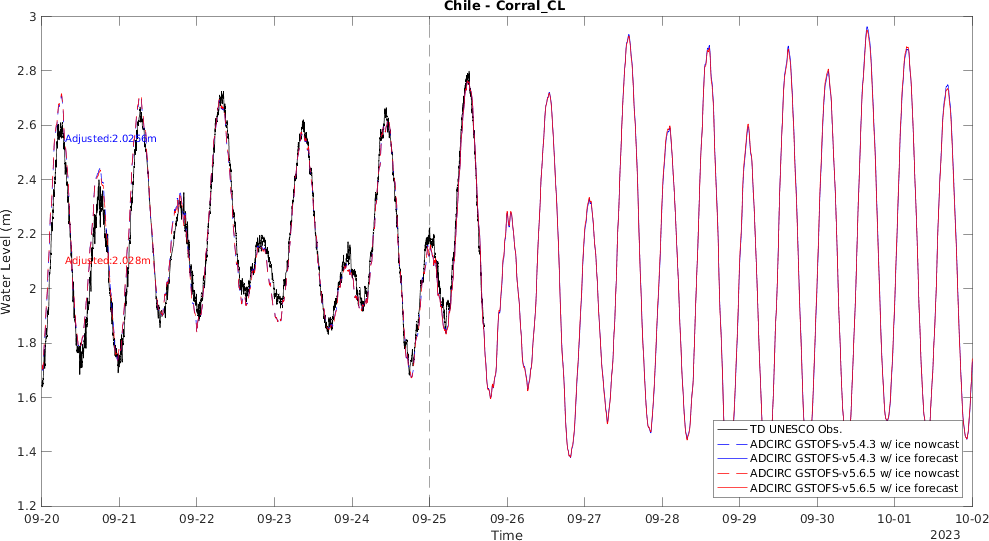 Chile - Corral_CL
3
2.8
2.6
2.4
2.2
2
1.8
1.6
1.4
1.2
Water Level (m)
Adjusted:2.0256m
Adjusted:2.028m
TD UNESCO Obs.
ADCIRC GSTOFS-v5.4.3 w/ ice nowcast
ADCIRC GSTOFS-v5.4.3 w/ ice forecast
ADCIRC GSTOFS-v5.6.5 w/ ice nowcast
ADCIRC GSTOFS-v5.6.5 w/ ice forecast
09-20 09-21 09-22 09-23 09-24 09-25 09-26 09-27 09-28 09-29 09-30 10-01 10-02
Time
2023